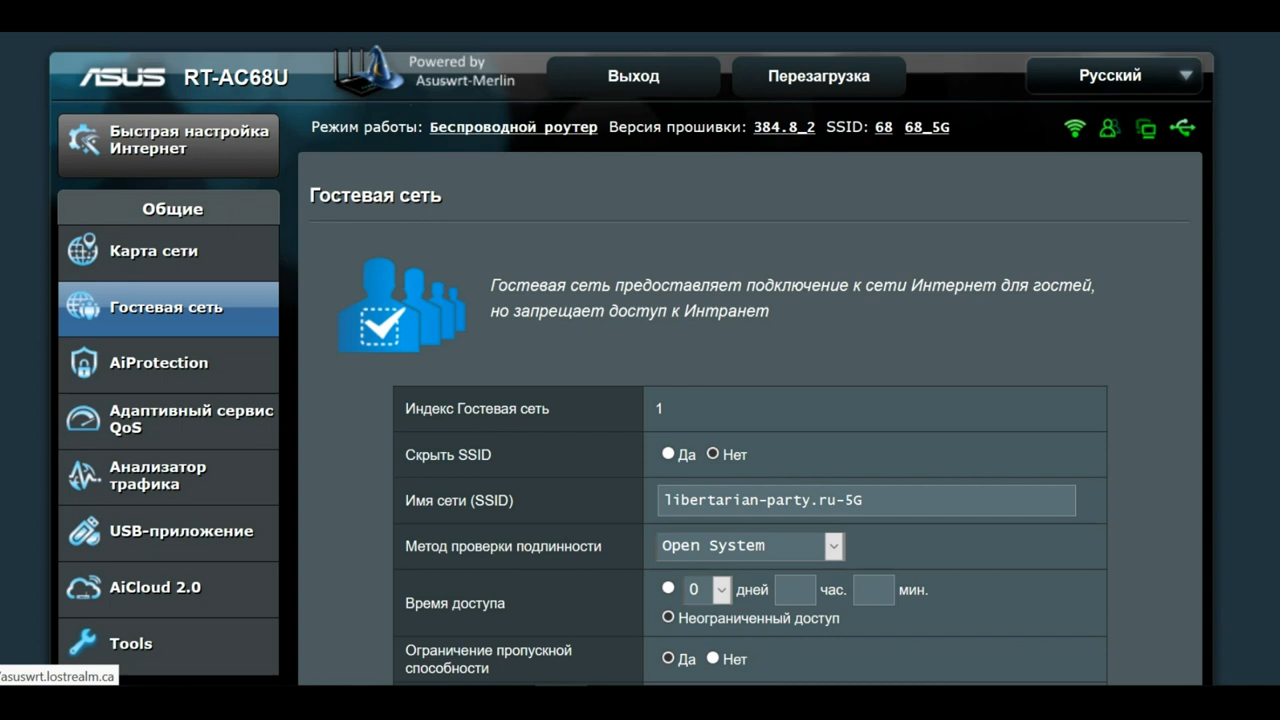 ASUS RT-AC68U
Powered by
Asuswrt-Merlin
Выход
Перезагрузка
Русский
Быстрая настройка
Интернет
Режим работы: Беспроводной роутер Версия прошивки: 384.8_2 SSID: 68 68_5G
Общие
Карта сети
Гостевая сеть
AiProtection
Адаптивный сервис
QoS
Анализатор
трафика
USB-приложение
AiCloud 2.0
Tools
Гостевая сеть
Гостевая сеть предоставляет подключение к сети Интернет для гостей,
но запрещает доступ к Интранет
Индекс Гостевая сеть 1
Скрыть SSID Да Нет
Имя сети (SSID) libertarian-party.ru-5G
Метод проверки подлинности Open System
Время доступа 0 дней час. мин.
Неограниченный доступ
Ограничение пропускной
способности Да Нет
asuswrt.lostrealm.ca